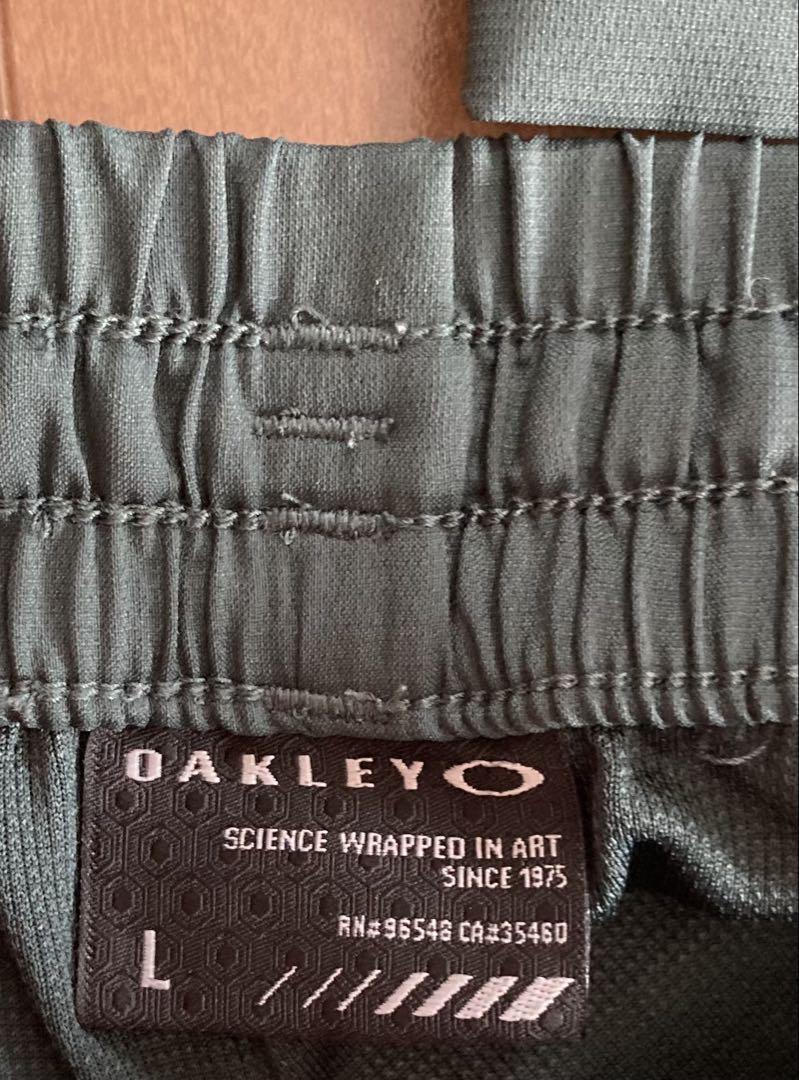 OAKLEY
SCIENCE WRAPPED IN ART
SINCE 1975
RN#96548 CA#35460
L